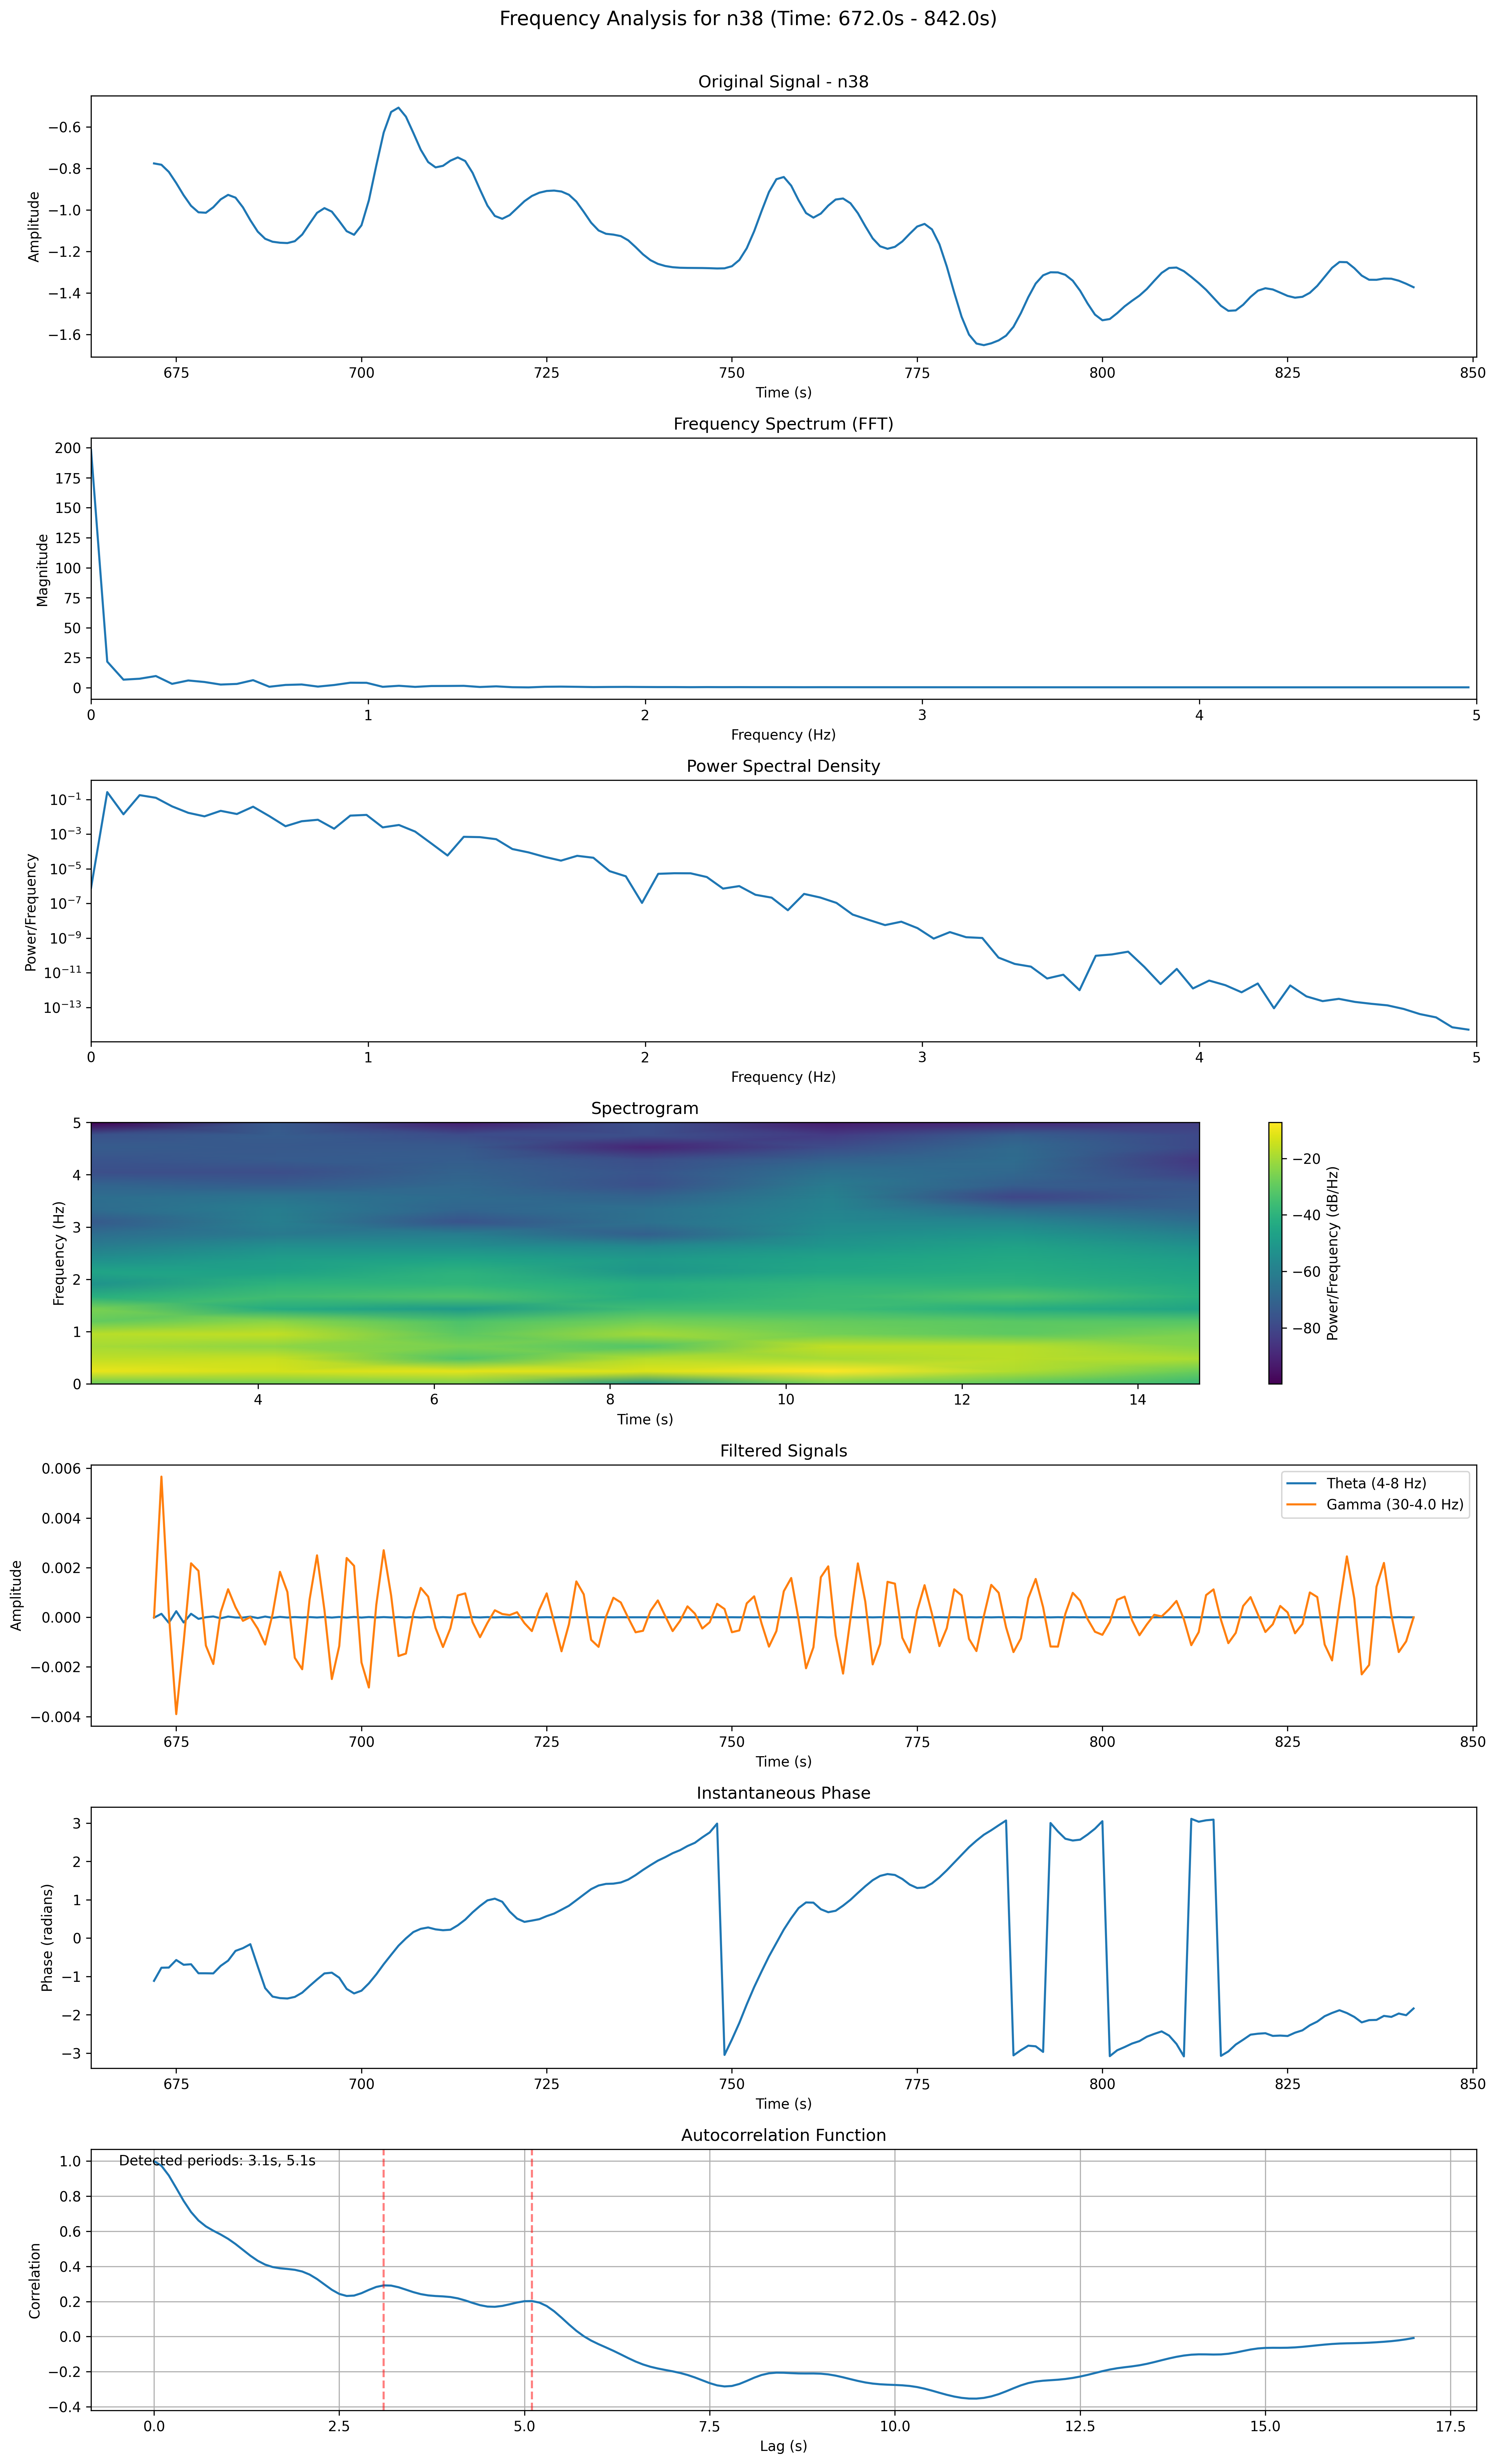 Frequency Analysis for n38 (Time: 672.0s - 842.0s)
Original Signal - n38
Amplitude
−0.6
−0.8
−1.0
−1.2
−1.4
−1.6
675 700 725 750 775 800 825 850
Time (s)
Frequency Spectrum (FFT)
Magnitude
200
175
150
125
100
75
50
25
0
0 1 2 3 4 5
Frequency (Hz)
Power Spectral Density
Power/Frequency
10⁻¹
10⁻³
10⁻⁵
10⁻⁷
10⁻⁹
10⁻¹¹
10⁻¹³
0 1 2 3 4 5
Frequency (Hz)
Spectrogram
Frequency (Hz)
5
4
3
2
1
0
4 6 8 10 12 14
Time (s)
−20
−40
−60
−80
Power/Frequency (dB/Hz)
Filtered Signals
Amplitude
0.006
0.004
0.002
0.000
−0.002
−0.004
Theta (4-8 Hz)
Gamma (30-4.0 Hz)
675 700 725 750 775 800 825 850
Time (s)
Instantaneous Phase
Phase (radians)
3
2
1
0
−1
−2
−3
675 700 725 750 775 800 825 850
Time (s)
Autocorrelation Function
Detected periods: 3.1s, 5.1s
Correlation
1.0
0.8
0.6
0.4
0.2
0.0
−0.2
−0.4
0.0 2.5 5.0 7.5 10.0 12.5 15.0 17.5
Lag (s)